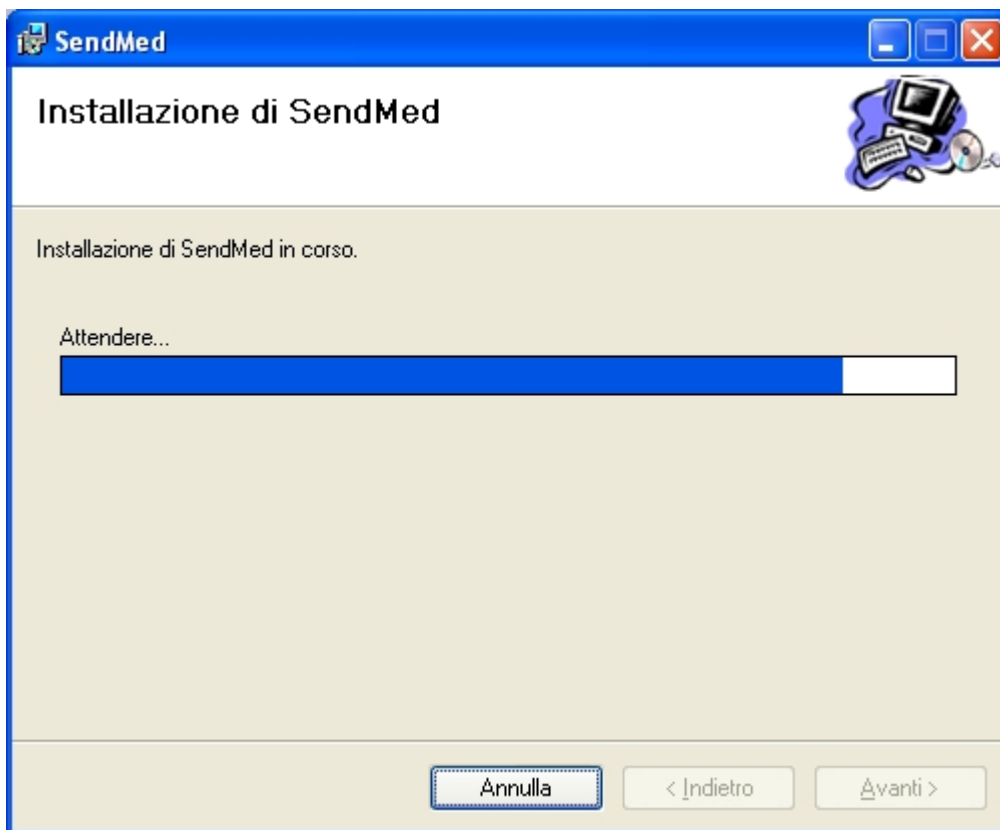 SendMed
Installazione di SendMed
Installazione di SendMed in corso.
Attendere...
Annulla
< Indietro
Avanti >